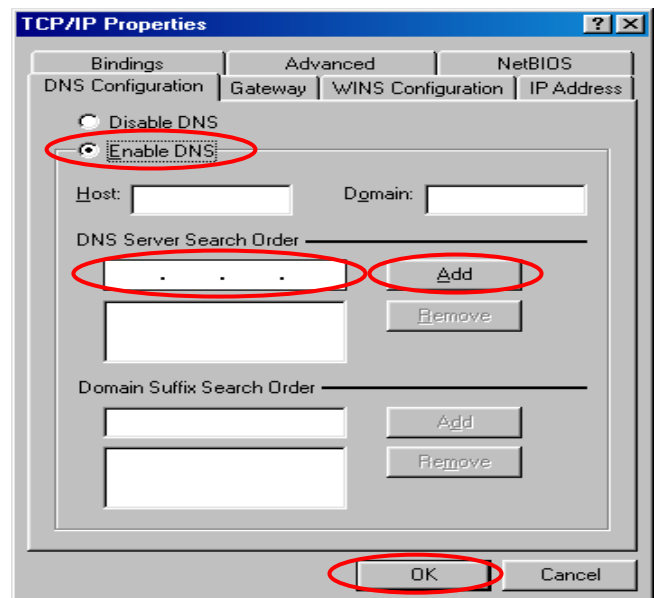 TCP/IP Properties
? ×
Bindings Advanced NetBIOS
DNS Configuration Gateway WINS Configuration IP Address
Disable DNS
Enable DNS
Host: Domain:
DNS Server Search Order
. . . Add
Remove
Domain Suffix Search Order
Add
Remove
OK Cancel